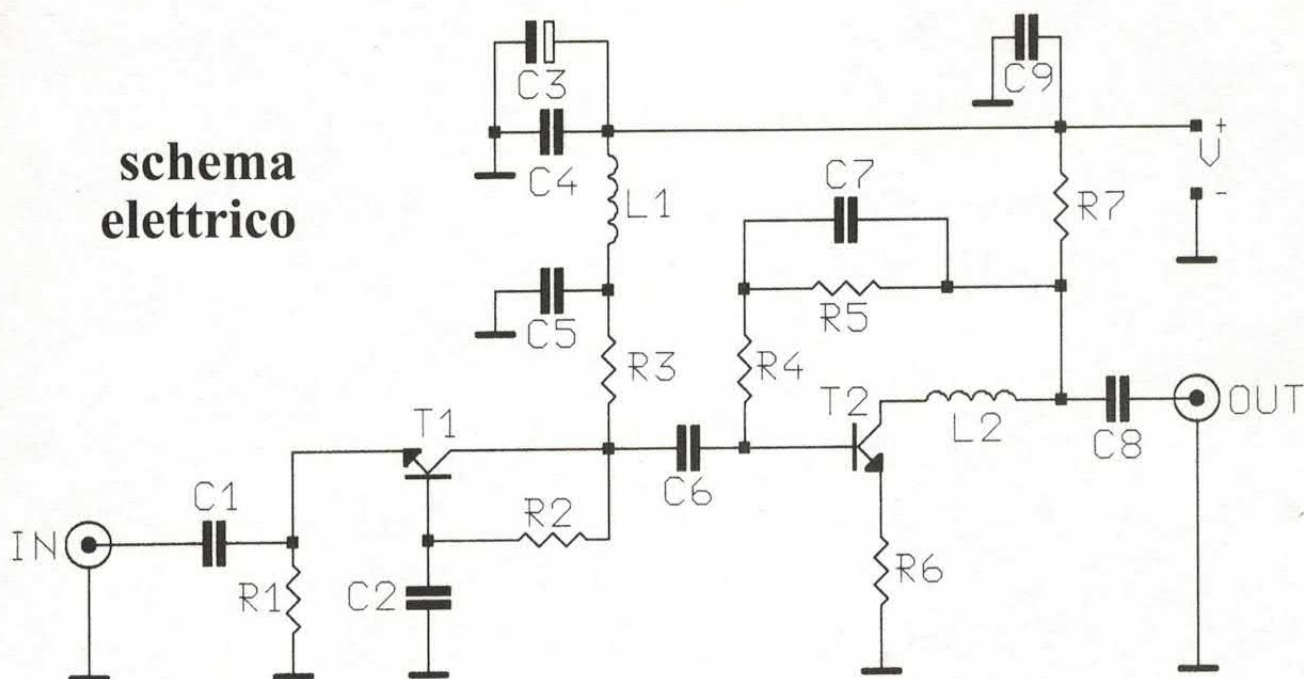 schema
elettrico
C3
C4
L1
C5
R3
C9
+
V
-
C7
R5
R7
R4
T2
L2
C8
OUT
T1
C6
R2
C1
IN
R1
C2
R6